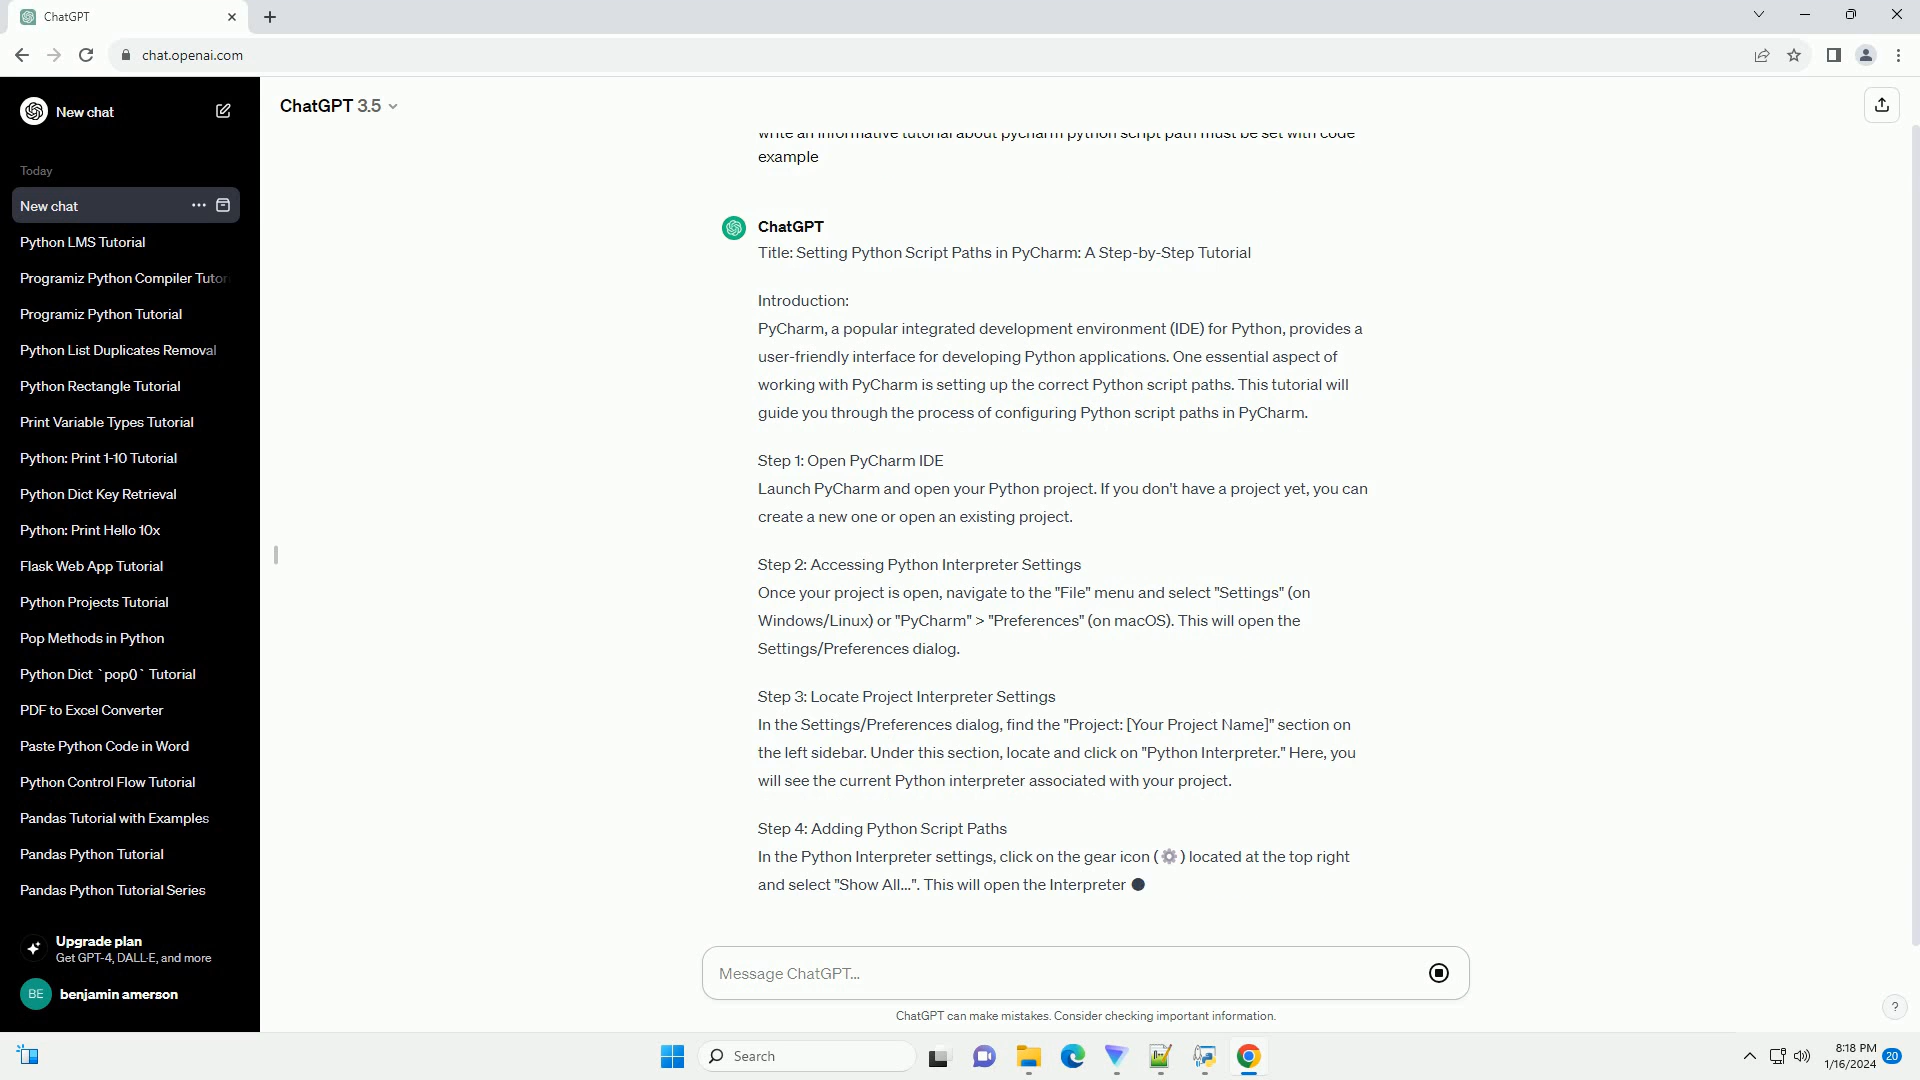 ChatGPT
chat.openai.com
New chat
ChatGPT 3.5
Today
New chat
Python LMS Tutorial
Programiz Python Compiler Tutor
Programiz Python Tutorial
Python List Duplicates Removal
Python Rectangle Tutorial
Print Variable Types Tutorial
Python: Print 1-10 Tutorial
Python Dict Key Retrieval
Python: Print Hello 10x
Flask Web App Tutorial
Python Projects Tutorial
Pop Methods in Python
Python Dict `pop()` Tutorial
PDF to Excel Converter
Paste Python Code in Word
Python Control Flow Tutorial
Pandas Tutorial with Examples
Pandas Python Tutorial
Pandas Python Tutorial Series
Upgrade plan
Get GPT-4, DALL·E, and more
BE benjamin amerson
write an informative tutorial about pycharm python script path must be set with code
example
ChatGPT
Title: Setting Python Script Paths in PyCharm: A Step-by-Step Tutorial
Introduction:
PyCharm, a popular integrated development environment (IDE) for Python, provides a
user-friendly interface for developing Python applications. One essential aspect of
working with PyCharm is setting up the correct Python script paths. This tutorial will
guide you through the process of configuring Python script paths in PyCharm.
Step 1: Open PyCharm IDE
Launch PyCharm and open your Python project. If you don't have a project yet, you can
create a new one or open an existing project.
Step 2: Accessing Python Interpreter Settings
Once your project is open, navigate to the "File" menu and select "Settings" (on
Windows/Linux) or "PyCharm" > "Preferences" (on macOS). This will open the
Settings/Preferences dialog.
Step 3: Locate Project Interpreter Settings
In the Settings/Preferences dialog, find the "Project: [Your Project Name]" section on
the left sidebar. Under this section, locate and click on "Python Interpreter." Here, you
will see the current Python interpreter associated with your project.
Step 4: Adding Python Script Paths
In the Python Interpreter settings, click on the gear icon (⚙️) located at the top right
and select "Show All...". This will open the Interpreter
Message ChatGPT...
ChatGPT can make mistakes. Consider checking important information.
?
Search
8:18 PM
1/16/2024
20